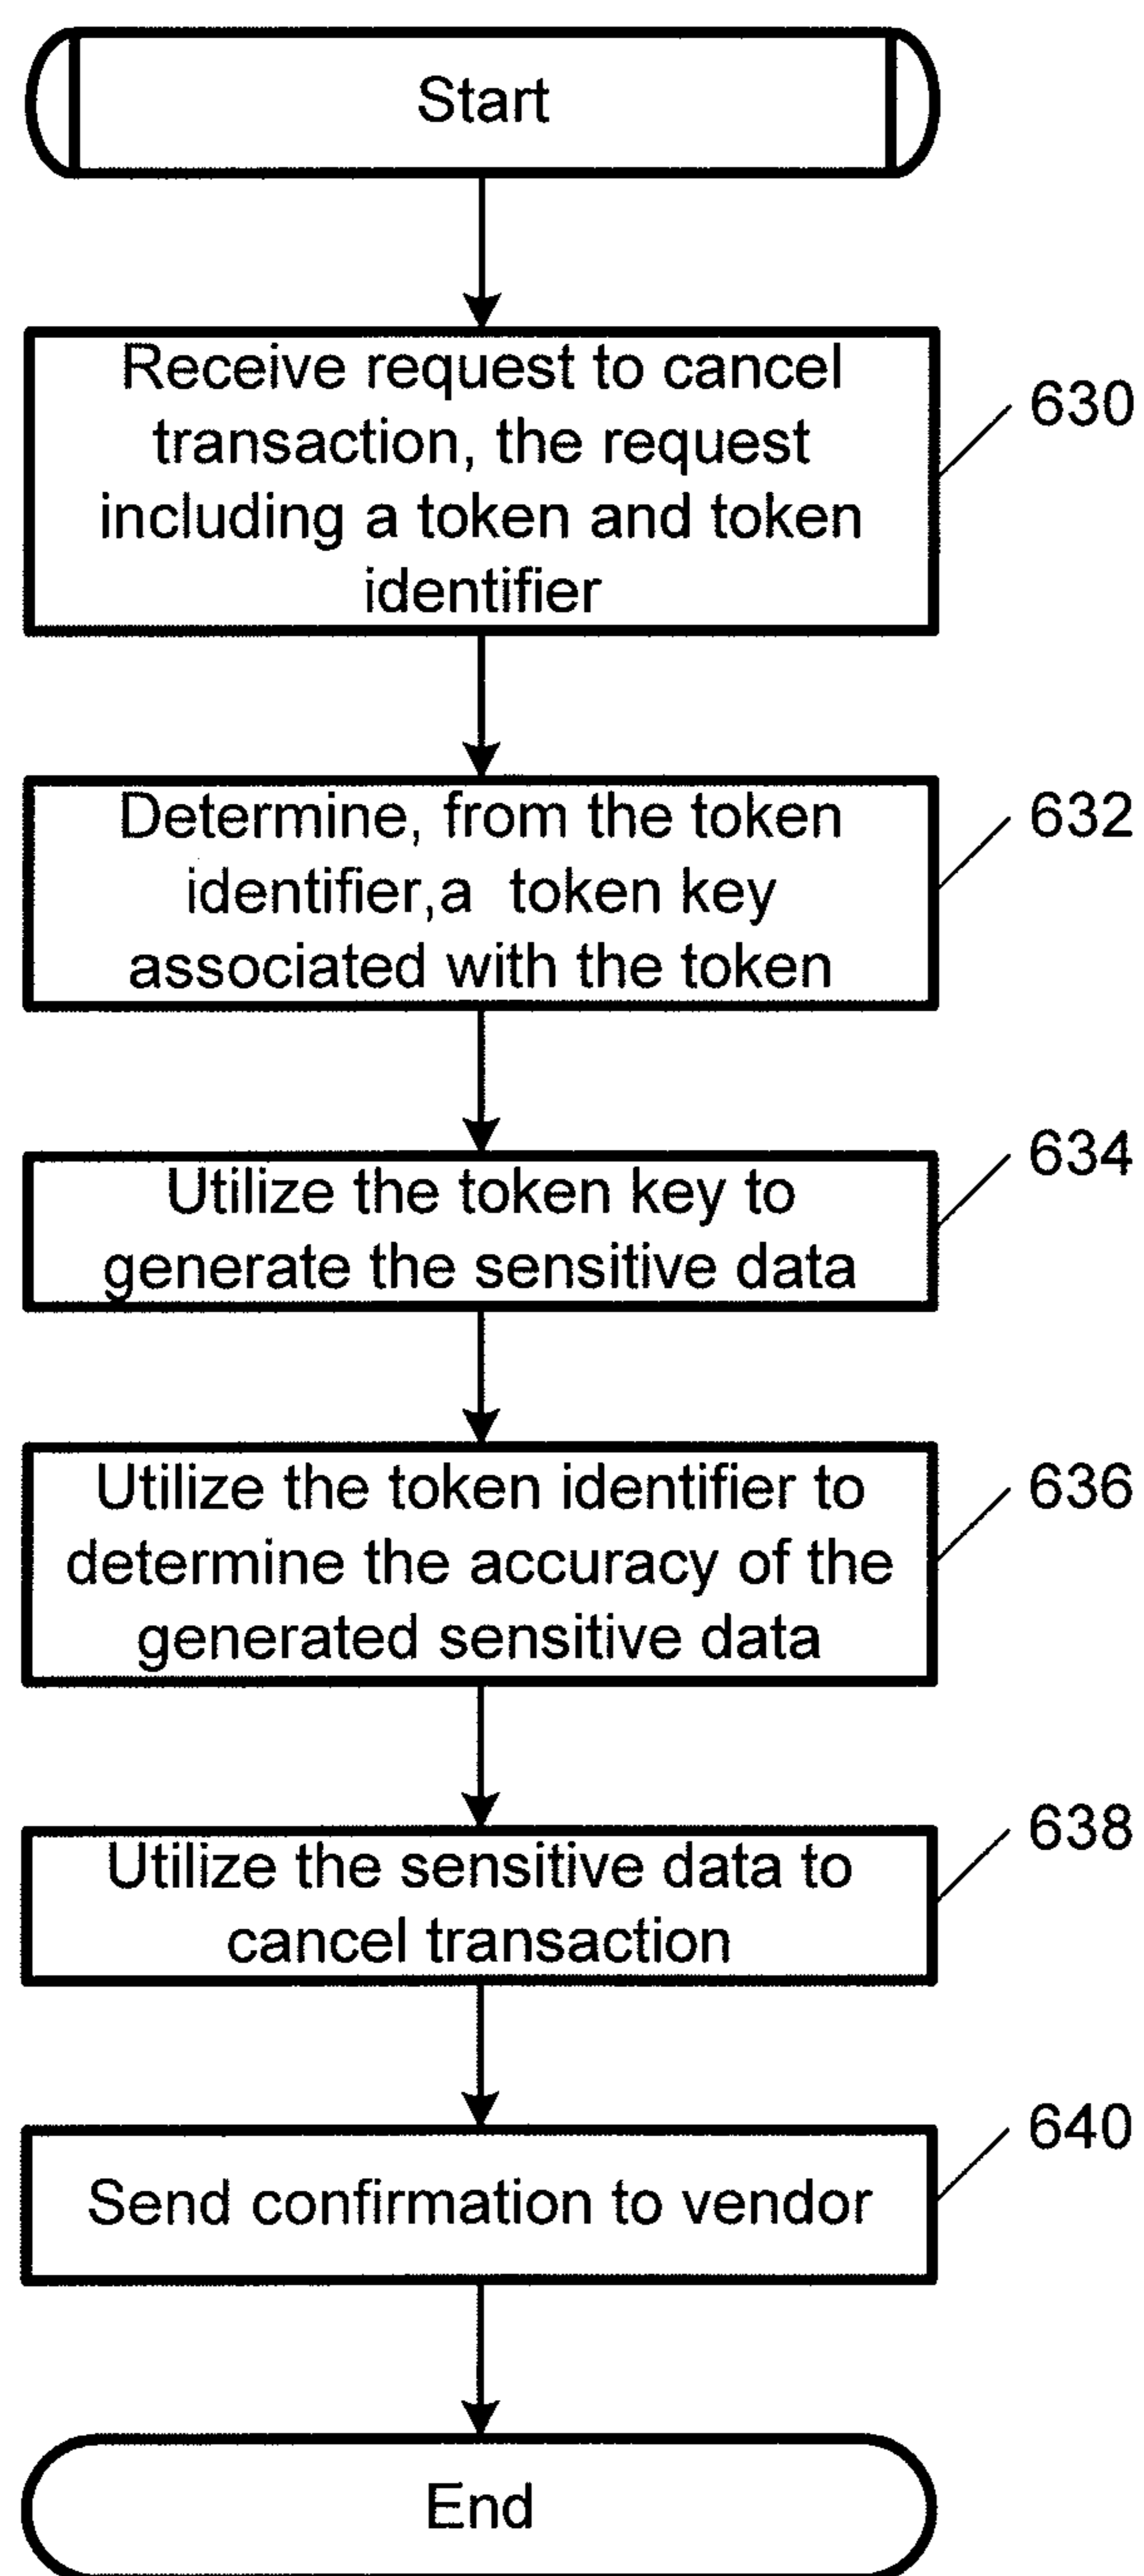 Start
Receive request to cancel
630
transaction, the request
including a token and token
identifier
Determine, from the token
632
identifier,a  token key
associated with the token
634
Utilize the token key to
generate the sensitive data
Utilize the token identifier to
636
determine the accuracy of the
generated sensitive data
638
Utilize the sensitive data to
cancel transaction
640
Send confirmation to vendor
End